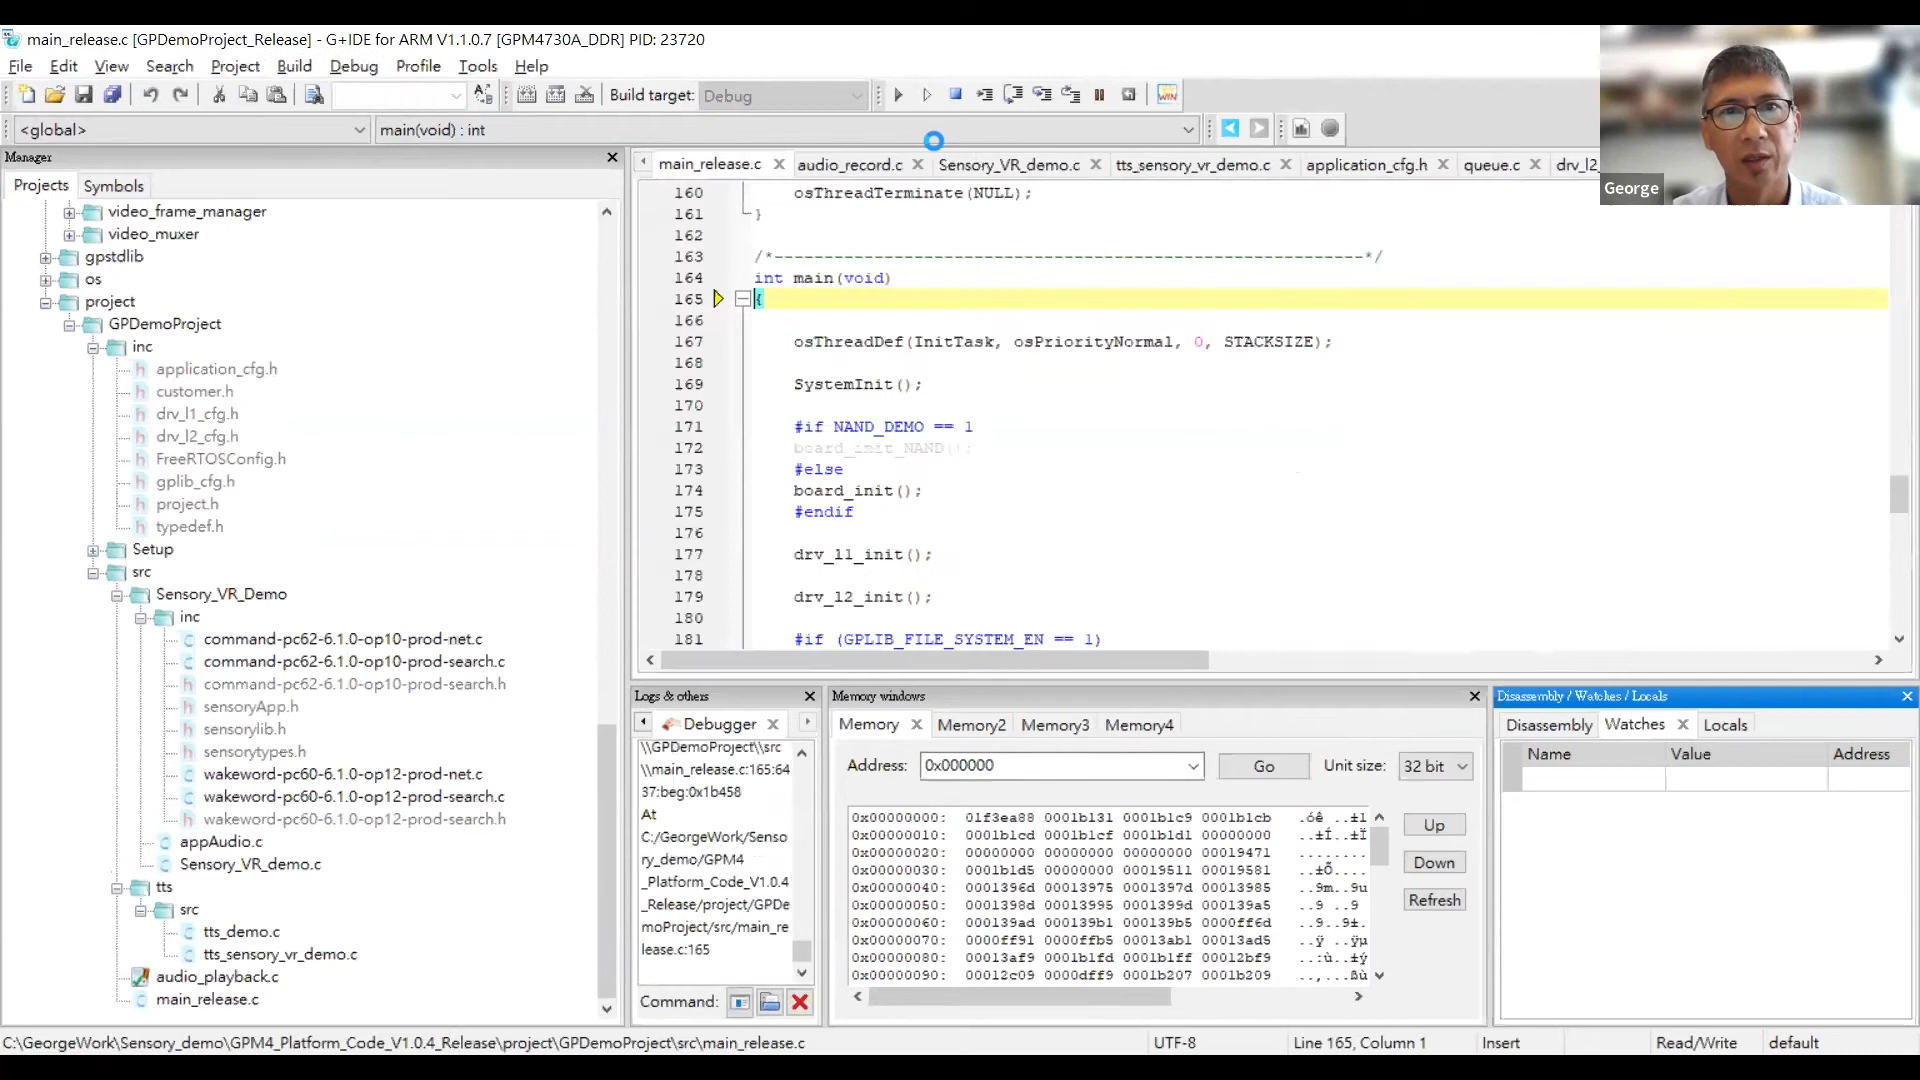 main_release.c [GPDemoProject_Release] - G+IDE for ARM V1.1.0.7 [GPM4730A_DDR] PID: 23720
File Edit View Search Project Build Debug Profile Tools Help
Build target: Debug
<global> main(void) : int
George
Manager
Projects Symbols
video_frame_manager
video_muxer
gpstdlib
os
project
GPDemoProject
inc
application_cfg.h
customer.h
drv_l1_cfg.h
drv_l2_cfg.h
FreeRTOSConfig.h
gplib_cfg.h
project.h
typedef.h
Setup
src
Sensory_VR_Demo
inc
command-pc62-6.1.0-op10-prod-net.c
command-pc62-6.1.0-op10-prod-search.c
command-pc62-6.1.0-op10-prod-search.h
sensoryApp.h
sensorylib.h
sensorytypes.h
wakeword-pc60-6.1.0-op12-prod-net.c
wakeword-pc60-6.1.0-op12-prod-search.c
wakeword-pc60-6.1.0-op12-prod-search.h
appAudio.c
Sensory_VR_demo.c
tts
src
tts_demo.c
tts_sensory_vr_demo.c
audio_playback.c
main_release.c
main_release.c audio_record.c Sensory_VR_demo.c tts_sensory_vr_demo.c application_cfg.h queue.c drv_l2_
160 osThreadTerminate(NULL);
161 }
162
163 /*-----------------------------------------------------------*/
164 int main(void)
165 {
166
167 osThreadDef(InitTask, osPriorityNormal, 0, STACKSIZE);
168
169 SystemInit();
170
171 #if NAND_DEMO == 1
172 board_init_NAND();
173 #else
174 board_init();
175 #endif
176
177 drv_l1_init();
178
179 drv_l2_init();
180
181 #if (GPLIB_FILE_SYSTEM_EN == 1)
Logs & others
Debugger
\\GPDemoProject\\src
\\main_release.c:165:64
37:beg:0x1b458
At
C:/GeorgeWork/Senso
ry_demo/GPM4
_Platform_Code_V1.0.4
_Release/project/GPDe
moProject/src/main_re
lease.c:165
Command:
Memory windows
Memory Memory2 Memory3 Memory4
Address: 0x000000 Go Unit size: 32 bit
0x00000000: 01f3ea88 0001b131 0001b1c9 0001b1cb
0x00000010: 0001b1cd 0001b1cf 0001b1d1 00000000
0x00000020: 00000000 00000000 00000000 00019471
0x00000030: 0001b1d5 00000000 00019511 00019581
0x00000040: 0001396d 00013975 0001397d 00013985
0x00000050: 0001398d 00013995 0001399d 000139a5
0x00000060: 000139ad 000139b1 000139b5 0000ff6d
0x00000070: 0000ff91 0000ffb5 00013ab1 00013ad5
0x00000080: 00013af9 0001b1fd 0001b1ff 00012bf9
0x00000090: 00012c09 0000dff9 0001b207 0001b209
Up
Down
Refresh
Disassembly / Watches / Locals
Disassembly Watches Locals
Name Value Address
C:\GeorgeWork\Sensory_demo\GPM4_Platform_Code_V1.0.4_Release\project\GPDemoProject\src\main_release.c UTF-8 Line 165, Column 1 Insert Read/Write default